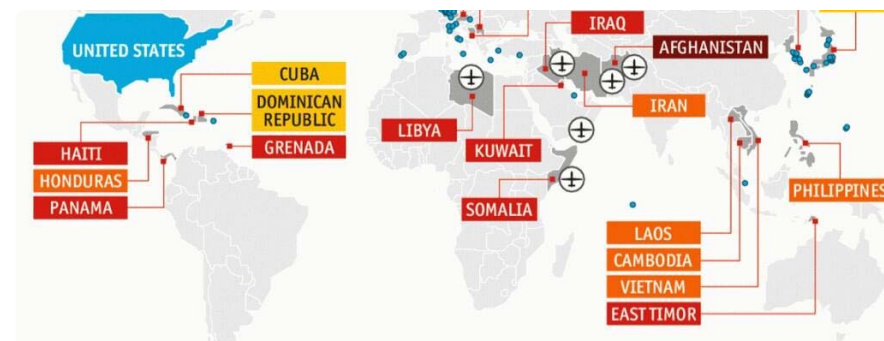 IRAQ
UNITED STATES
AFGHANISTAN
CUBA
DOMINICAN
REPUBLIC
IRAN
LIBYA
HAITI
GRENADA
KUWAIT
HONDURAS
PHILIPPINES
PANAMA
SOMALIA
LAOS
CAMBODIA
VIETNAM
EAST TIMOR